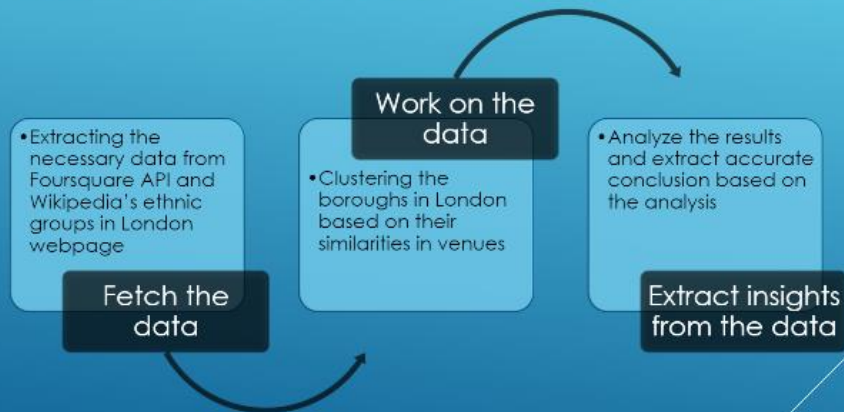 •Extracting the
necessary data from
Foursquare API and
Wikipedia's ethnic
groups in London
webpage
Fetch the
data
Work on the
data
•Clustering the
boroughs in London
based on their
similarities in venues
•Analyze the results
and extract accurate
conclusion based on
the analysis
Extract insights
from the data